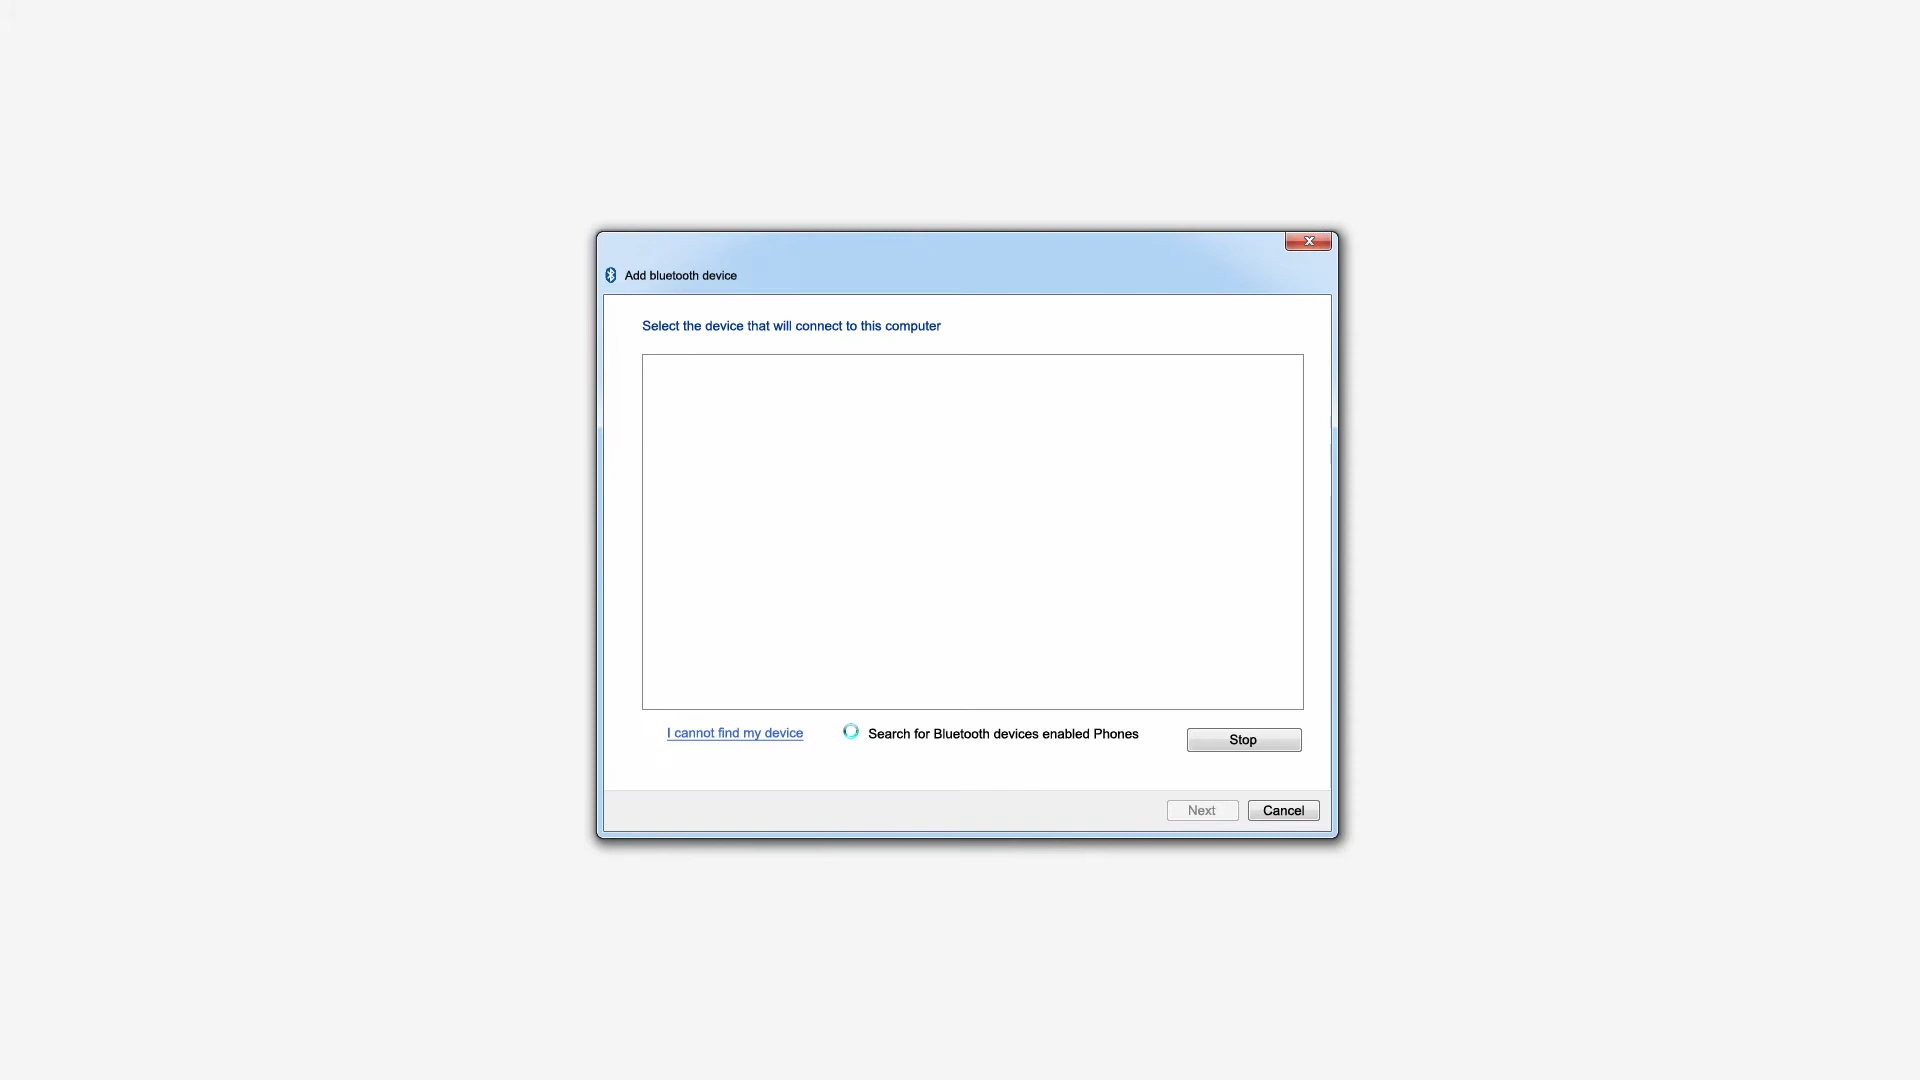 Add bluetooth device
Select the device that will connect to this computer
I cannot find my device
Search for Bluetooth devices enabled Phones
Stop
Next
Cancel